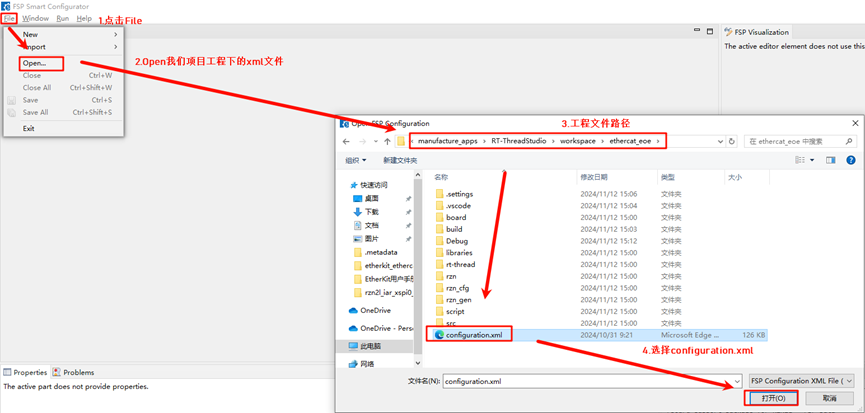 FSP Smart Configurator
File Window Run Help
1.点击File
New
Import
2.Open我们项目工程下的xml文件
Open...
Close Ctrl+W
Close All Ctrl+Shift+W
Save Ctrl+S
Save All Ctrl+Shift+S
Exit
FSP Visualization
The active editor element does not use this
Open FSP Configuration
3.工程文件路径
manufacture_apps › RT-ThreadStudio › workspace › ethercat_eoe ›
在 ethercat_eoe 中搜索
组织 新建文件夹
名称 修改日期 类型 大小
快速访问
桌面
下载
文档
图片
.metadata
etherkit_etherc
EtherKit用户手册
rzn2l_iar_xspi0_
OneDrive
OneDrive - Perso
此电脑
网络
.settings 2024/11/12 15:06 文件夹
.vscode 2024/11/12 15:04 文件夹
board 2024/11/12 15:00 文件夹
build 2024/11/12 15:03 文件夹
Debug 2024/11/12 15:12 文件夹
libraries 2024/11/12 15:00 文件夹
rt-thread 2024/11/12 15:00 文件夹
rzn 2024/11/12 15:00 文件夹
rzn_cfg 2024/11/12 15:00 文件夹
rzn_gen 2024/11/12 15:00 文件夹
script 2024/11/12 15:00 文件夹
src 2024/11/12 15:00 文件夹
configuration.xml 2024/10/31 9:21 Microsoft Edge ... 126 KB
4.选择configuration.xml
Properties Problems
The active part does not provide properties.
文件名(N): configuration.xml FSP Configuration XML File (
打开(O) 取消